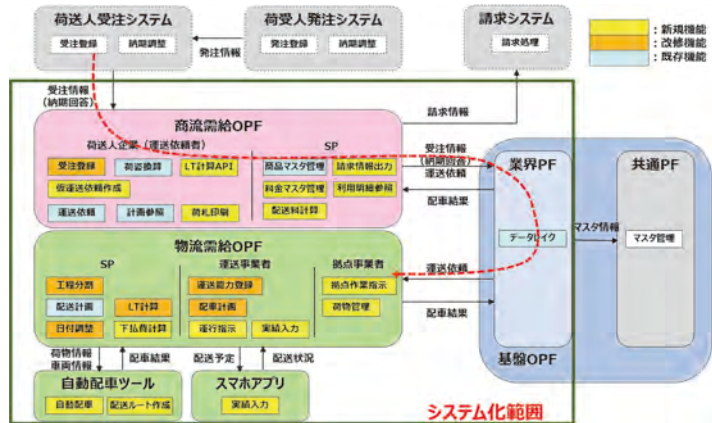 荷送人受注システム
受注登録
納期調整
発注情報
荷受人発注システム
発注登録
納期調整
請求システム
請求処理
：新規機能
：改修機能
：既存機能
受注情報
（納期回答）
請求情報
商流需給OPF
荷送人企業（運送依頼者）
受注登録
荷姿換算
LT計算API
仮運送依頼作成
運送依頼
計画参照
荷札印刷
SP
商品マスタ管理
請求情報出力
料金マスタ管理
利用明細参照
配送料計算
受注情報
（納期回答）
運送依頼
配車結果
業界PF
データレイク
マスタ情報
共通PF
マスタ管理
基盤OPF
物流需給OPF
SP
工程分割
配送計画
LT計算
日付調整
下払費計算
運送事業者
運送能力登録
配車計画
運行指示
実績入力
拠点事業者
拠点作業指示
荷物管理
運送依頼
配車結果
荷物情報
車両情報
配車結果
配送予定
配送状況
自動配車ツール
自動配車
配送ルート作成
スマホアプリ
実績入力
システム化範囲